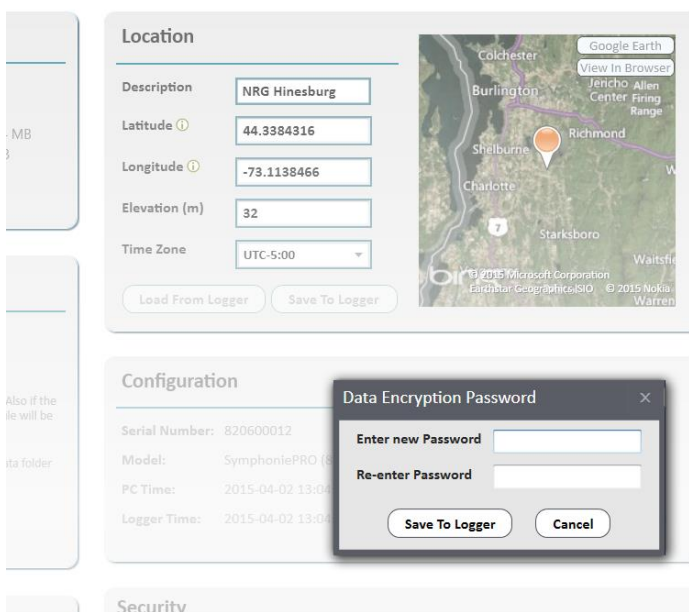 Location
Description NRG Hinesburg
Latitude 44.3384316
Longitude -73.1138466
Elevation (m) 32
Time Zone UTC-5:00
Load From Logger Save To Logger
Google Earth
View In Browser
Colchester
Burlington
Jericho Allen
Center Firing
Range
Richmond
Shelburne
Charlotte
7
Starksboro
Waitsfie
bing
© 2015 Microsoft Corporation
Earthstar Geographics SIO © 2015 Nokia
Warren
MB
Also if the
ile will be
ata folder
Configuration
Serial Number: 820600012
Model: SymphoniePRO (8
PC Time: 2015-04-02 13:04
Logger Time: 2015-04-02 13:04
Data Encryption Password X
Enter new Password
Re-enter Password
Save To Logger Cancel
Security